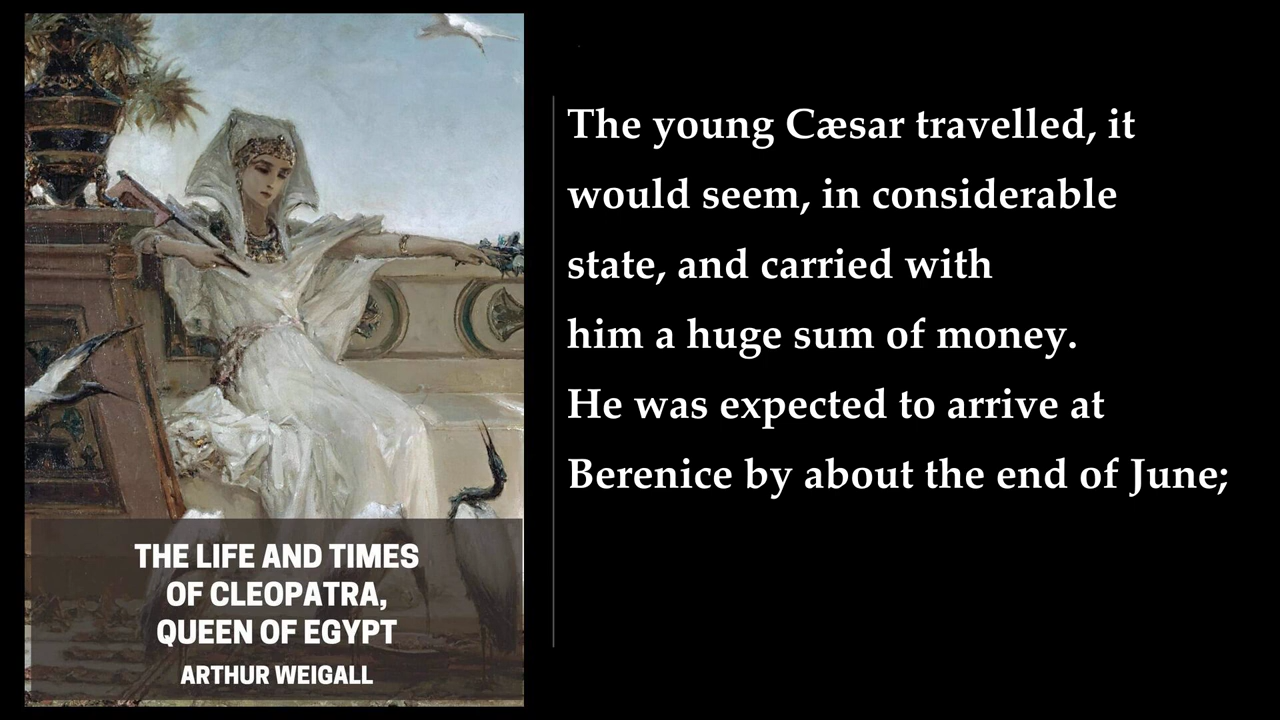 The young Cæsar travelled, it
would seem, in considerable
state, and carried with
him a huge sum of money.
He was expected to arrive at
Berenice by about the end of June;
THE LIFE AND TIMES
OF CLEOPATRA,
QUEEN OF EGYPT
ARTHUR WEIGALL